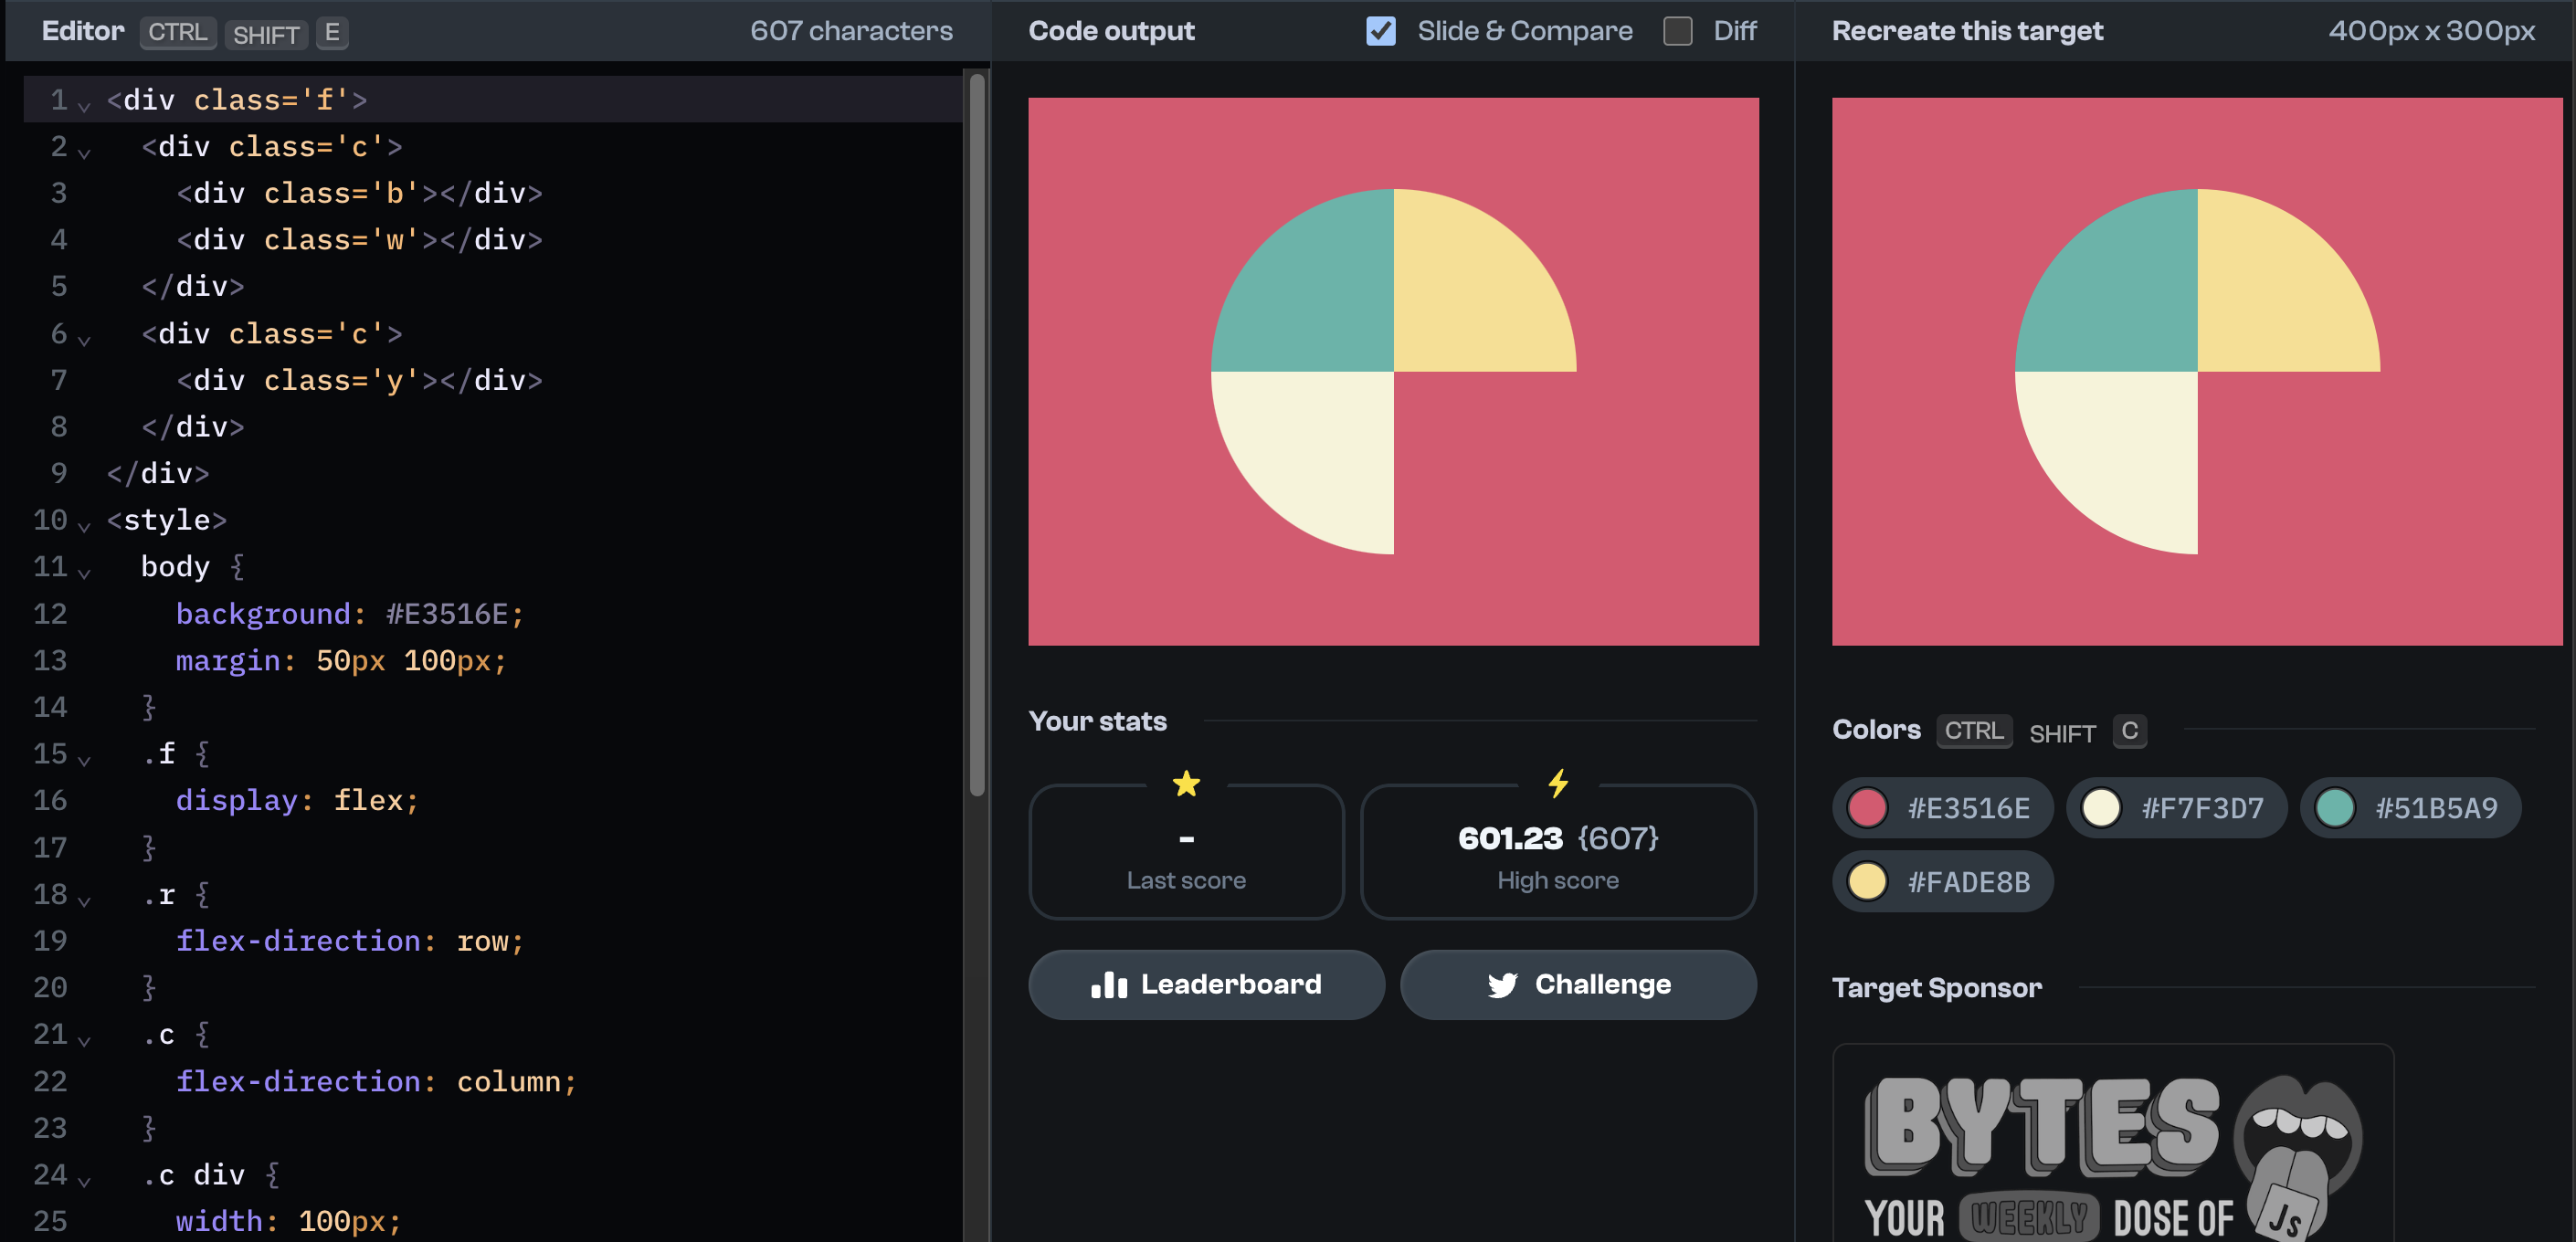 Editor CTRL SHIFT E 607 characters
1 <div class='f'>
2 <div class='c'>
3 <div class='b'></div>
4 <div class='w'></div>
5 </div>
6 <div class='c'>
7 <div class='y'></div>
8 </div>
9 </div>
10 <style>
11 body {
12 background: #E3516E;
13 margin: 50px 100px;
14 }
15 .f {
16 display: flex;
17 }
18 .r {
19 flex-direction: row;
20 }
21 .c {
22 flex-direction: column;
23 }
24 .c div {
25 width: 100px;
Code output Slide & Compare Diff
Your stats
-
Last score
601.23 {607}
High score
Leaderboard
Challenge
Recreate this target 400px x 300px
Colors CTRL SHIFT C
#E3516E #F7F3D7 #51B5A9
#FADE8B
Target Sponsor
BYTES
YOUR WEEKLY DOSE OF JS